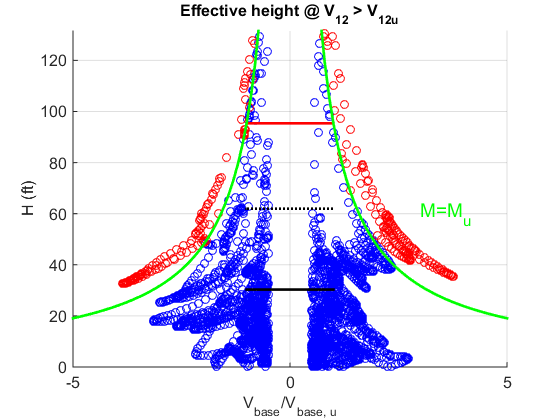 Effective height @ V12 > V12u
120
100
80
60
40
20
0
H (ft)
M=Mu
-5 0 5
Vbase/Vbase, u